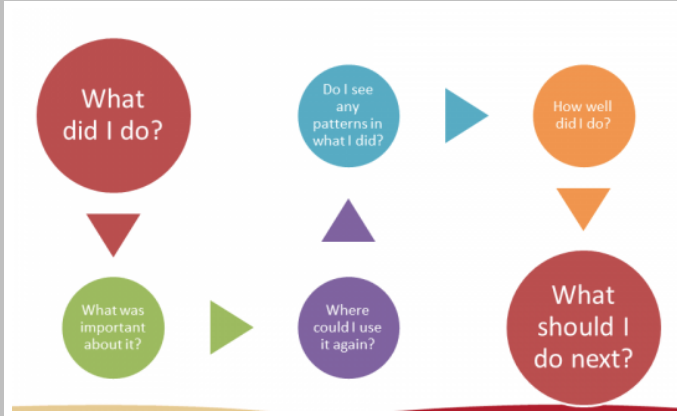 What
did I do?
What was
important
about it?
Where
could I use
it again?
Do I see
any
patterns in
what I did?
How well
did I do?
What
should I
do next?